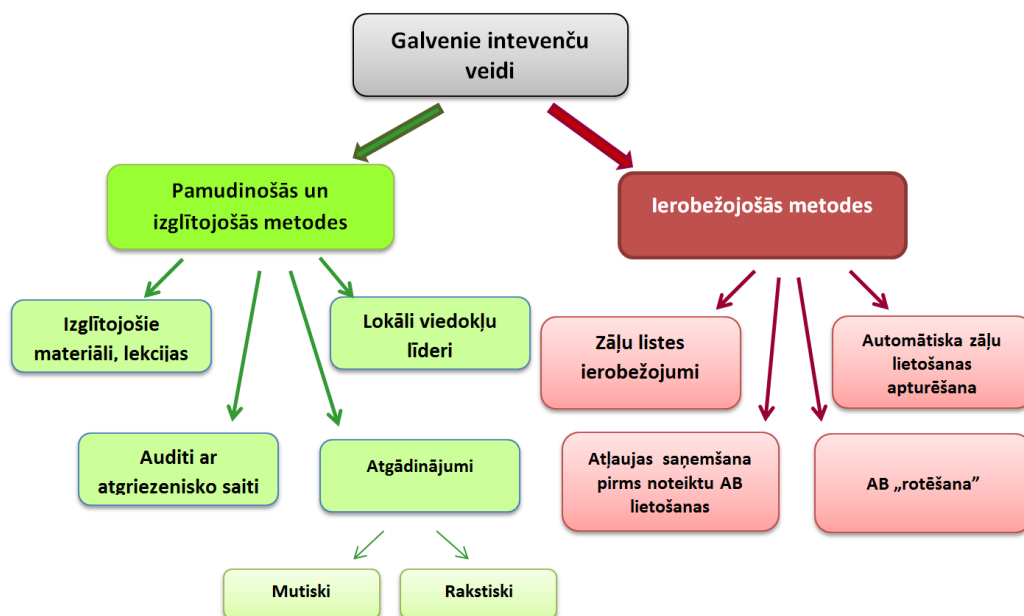 Galvenie intevenču
veidi
Pamudinošās un
izglītojošās metodes
Ierobežojošās metodes
Izglītojošie
materiāli, lekcijas
Lokāli viedokļu
līderi
Zāļu listes
ierobežojumi
Automātiska zāļu
lietošanas
apturēšana
Auditi ar
atgriezenisko saiti
Atgādinājumi
Atļaujas saņemšana
pirms noteiktu AB
lietošanas
AB „rotēšana”
Mutiski
Rakstiski